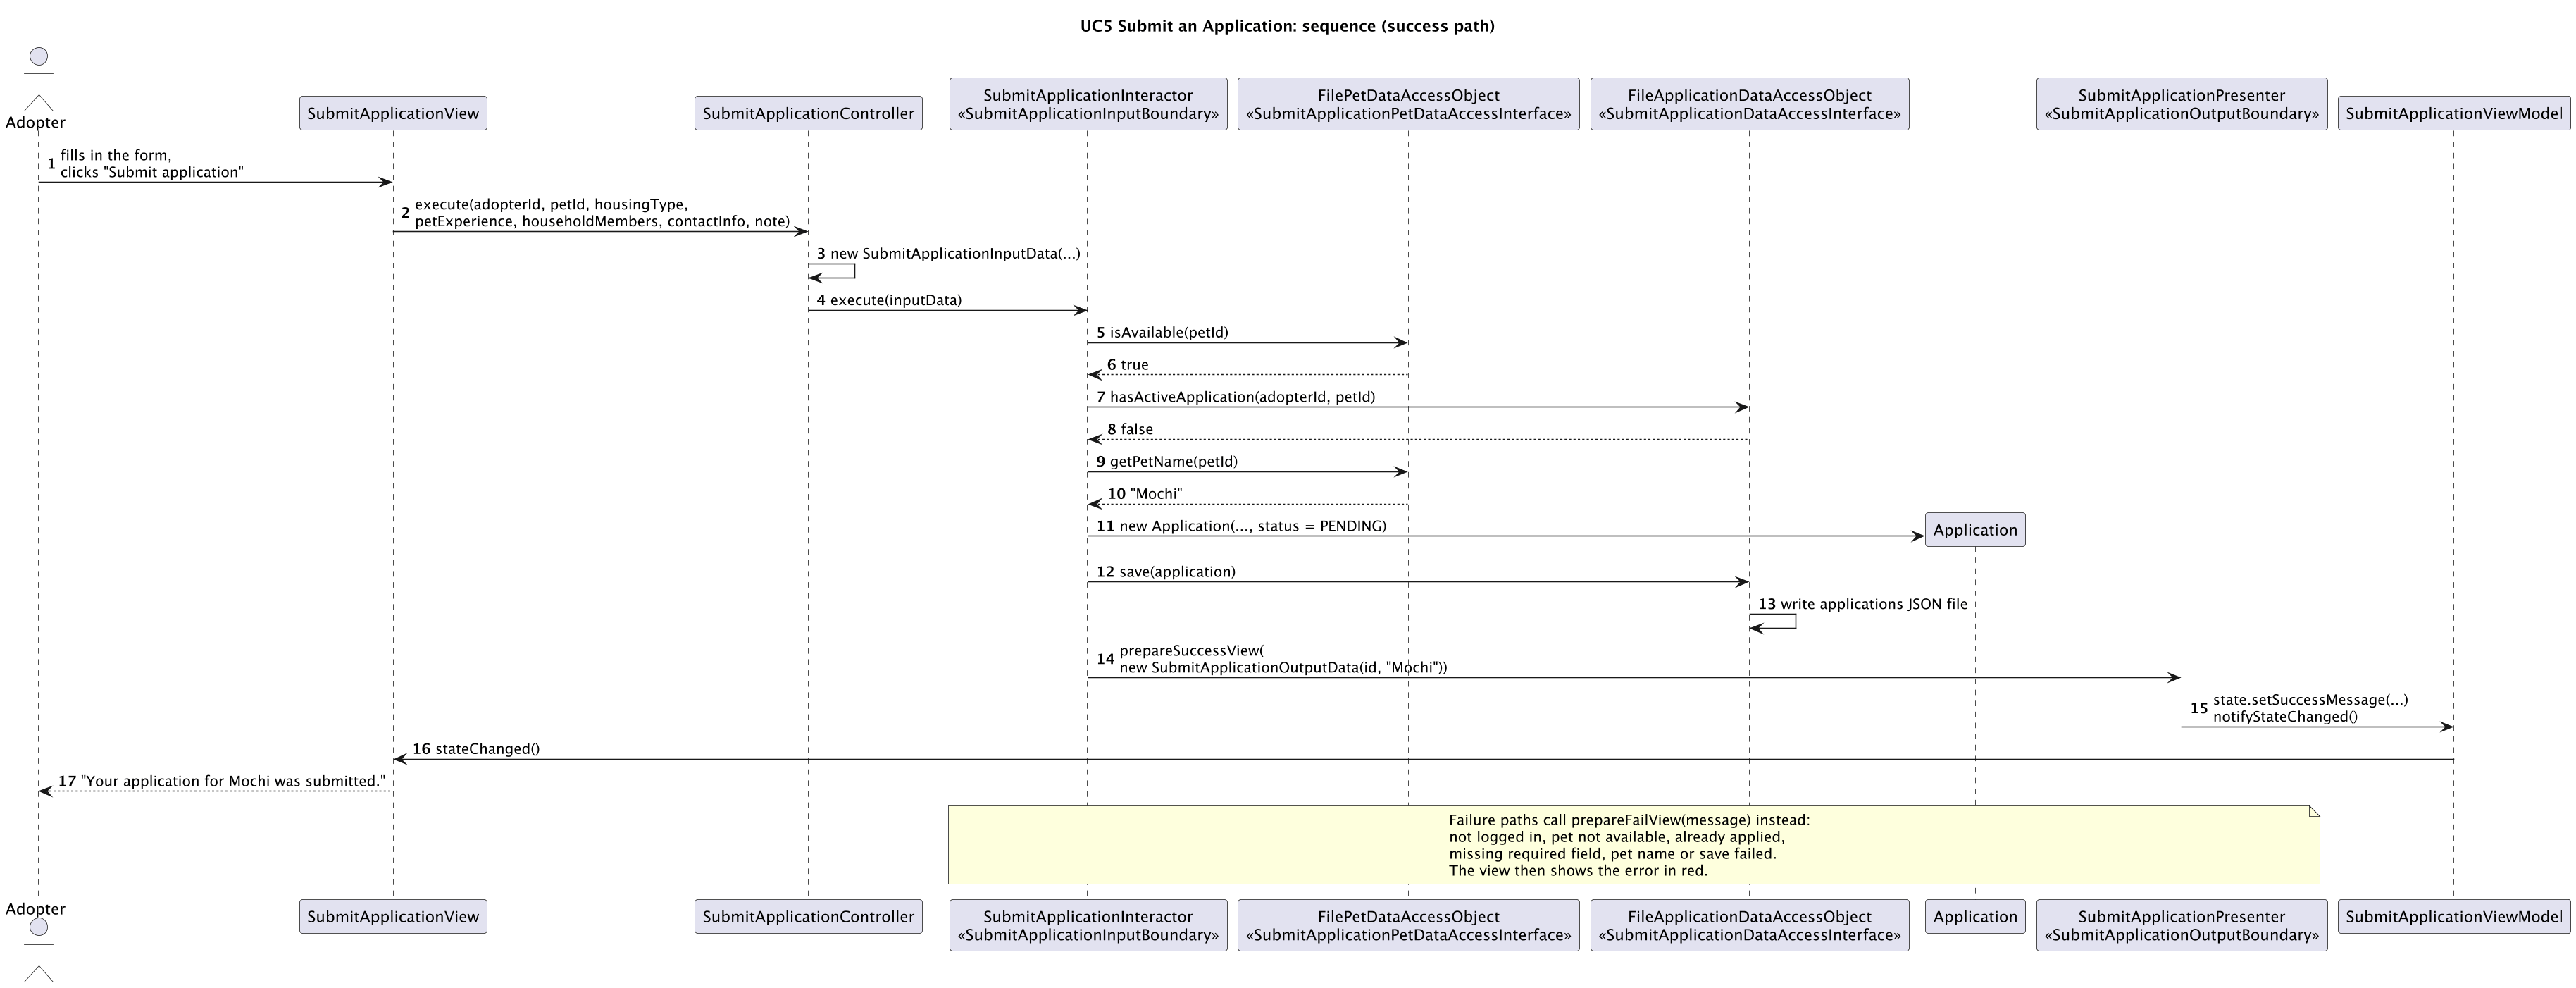 UC5 Submit an Application: sequence (success path)
Adopter
SubmitApplicationView
SubmitApplicationController
SubmitApplicationInteractor
«SubmitApplicationInputBoundary»
FilePetDataAccessObject
«SubmitApplicationPetDataAccessInterface»
FileApplicationDataAccessObject
«SubmitApplicationDataAccessInterface»
SubmitApplicationPresenter
«SubmitApplicationOutputBoundary»
SubmitApplicationViewModel
1 fills in the form,
clicks "Submit application"
2 execute(adopterId, petId, housingType,
petExperience, householdMembers, contactInfo, note)
3 new SubmitApplicationInputData(...)
4 execute(inputData)
5 isAvailable(petId)
6 true
7 hasActiveApplication(adopterId, petId)
8 false
9 getPetName(petId)
10 "Mochi"
11 new Application(..., status = PENDING)
Application
12 save(application)
13 write applications JSON file
14 prepareSuccessView(
new SubmitApplicationOutputData(id, "Mochi"))
15 state.setSuccessMessage(...)
notifyStateChanged()
16 stateChanged()
17 "Your application for Mochi was submitted."
Failure paths call prepareFailView(message) instead:
not logged in, pet not available, already applied,
missing required field, pet name or save failed.
The view then shows the error in red.
Adopter
SubmitApplicationView
SubmitApplicationController
SubmitApplicationInteractor
«SubmitApplicationInputBoundary»
FilePetDataAccessObject
«SubmitApplicationPetDataAccessInterface»
FileApplicationDataAccessObject
«SubmitApplicationDataAccessInterface»
Application
SubmitApplicationPresenter
«SubmitApplicationOutputBoundary»
SubmitApplicationViewModel